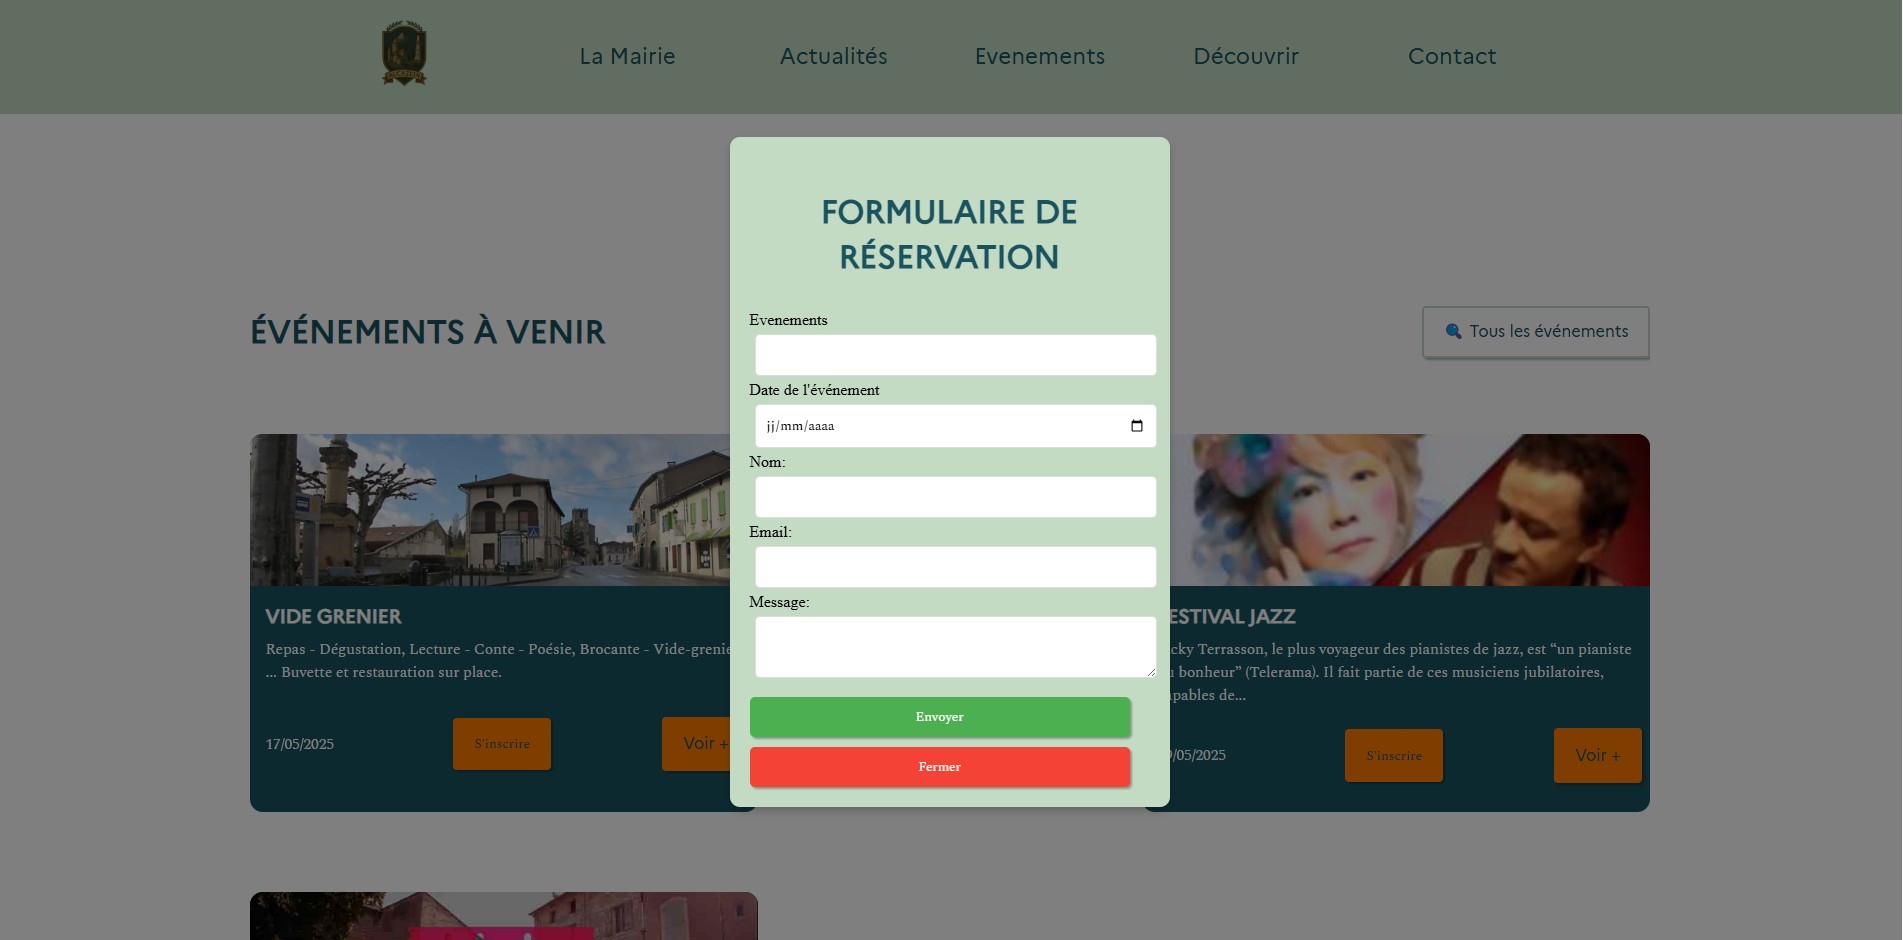 La Mairie
Actualités
Evenements
Découvrir
Contact
FORMULAIRE DE
RÉSERVATION
ÉVÉNEMENTS À VENIR
Tous les événements
Evenements
Date de l'événement
jj/mm/aaaa
Nom:
Email:
Message:
Envoyer
Fermer
VIDE GRENIER
Repas - Dégustation, Lecture - Conte - Poésie, Brocante - Vide-grenie
... Buvette et restauration sur place.
17/05/2025
S'inscrire
Voir +
ESTIVAL JAZZ
cky Terrasson, le plus voyageur des pianistes de jazz, est “un pianiste
bonheur” (Telerama). Il fait partie de ces musiciens jubilatoires,
pables de...
/05/2025
S'inscrire
Voir +